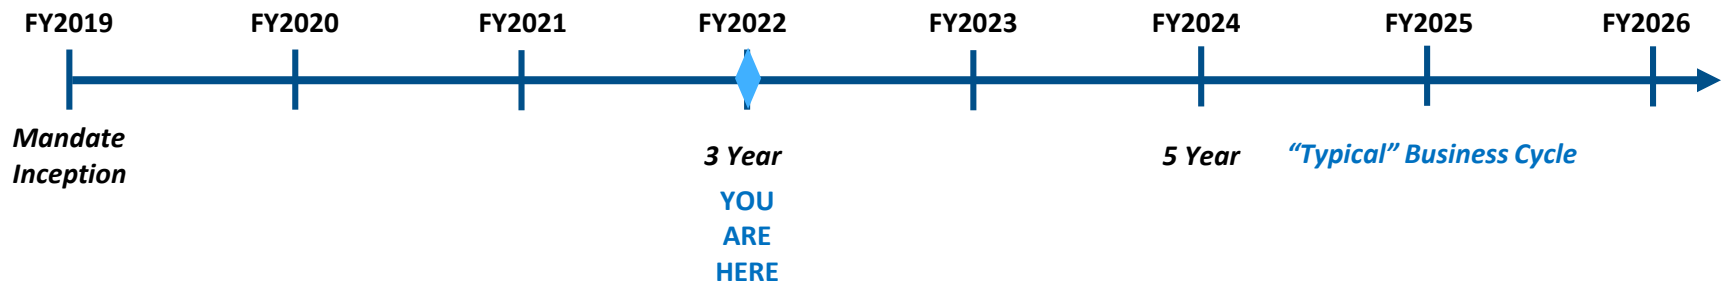 FY2019 FY2020 FY2021 FY2022 FY2023 FY2024 FY2025 FY2026
Mandate
Inception
3 Year
YOU
ARE
HERE
5 Year
“Typical” Business Cycle